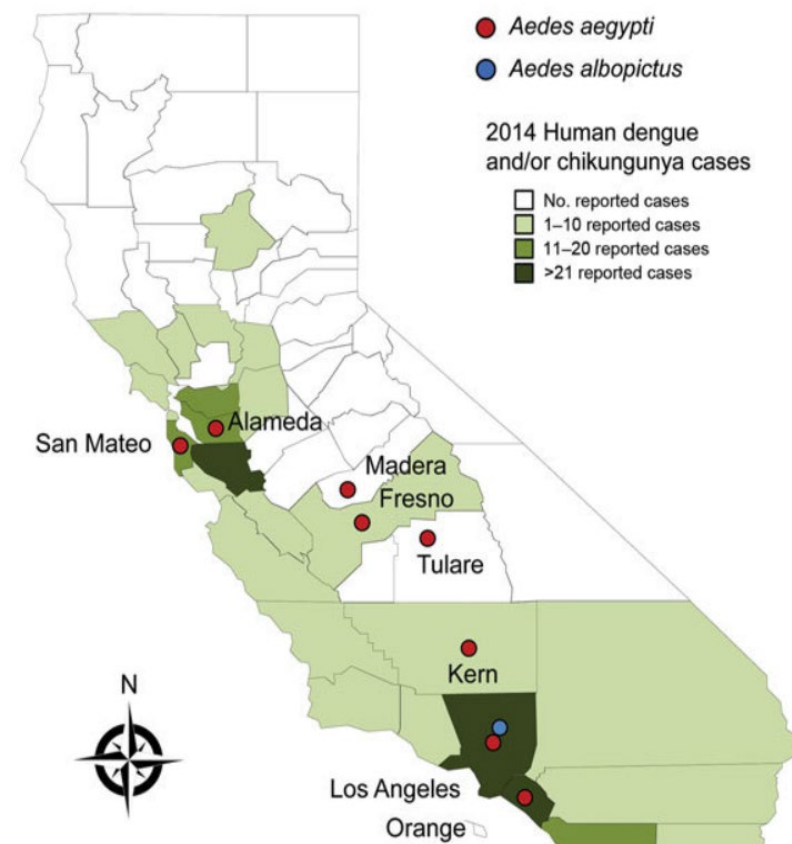 Aedes aegypti
Aedes albopictus
2014 Human dengue
and/or chikungunya cases
No. reported cases
1–10 reported cases
11–20 reported cases
>21 reported cases
Alameda
San Mateo
Madera
Fresno
Tulare
Kern
N
Los Angeles
Orange